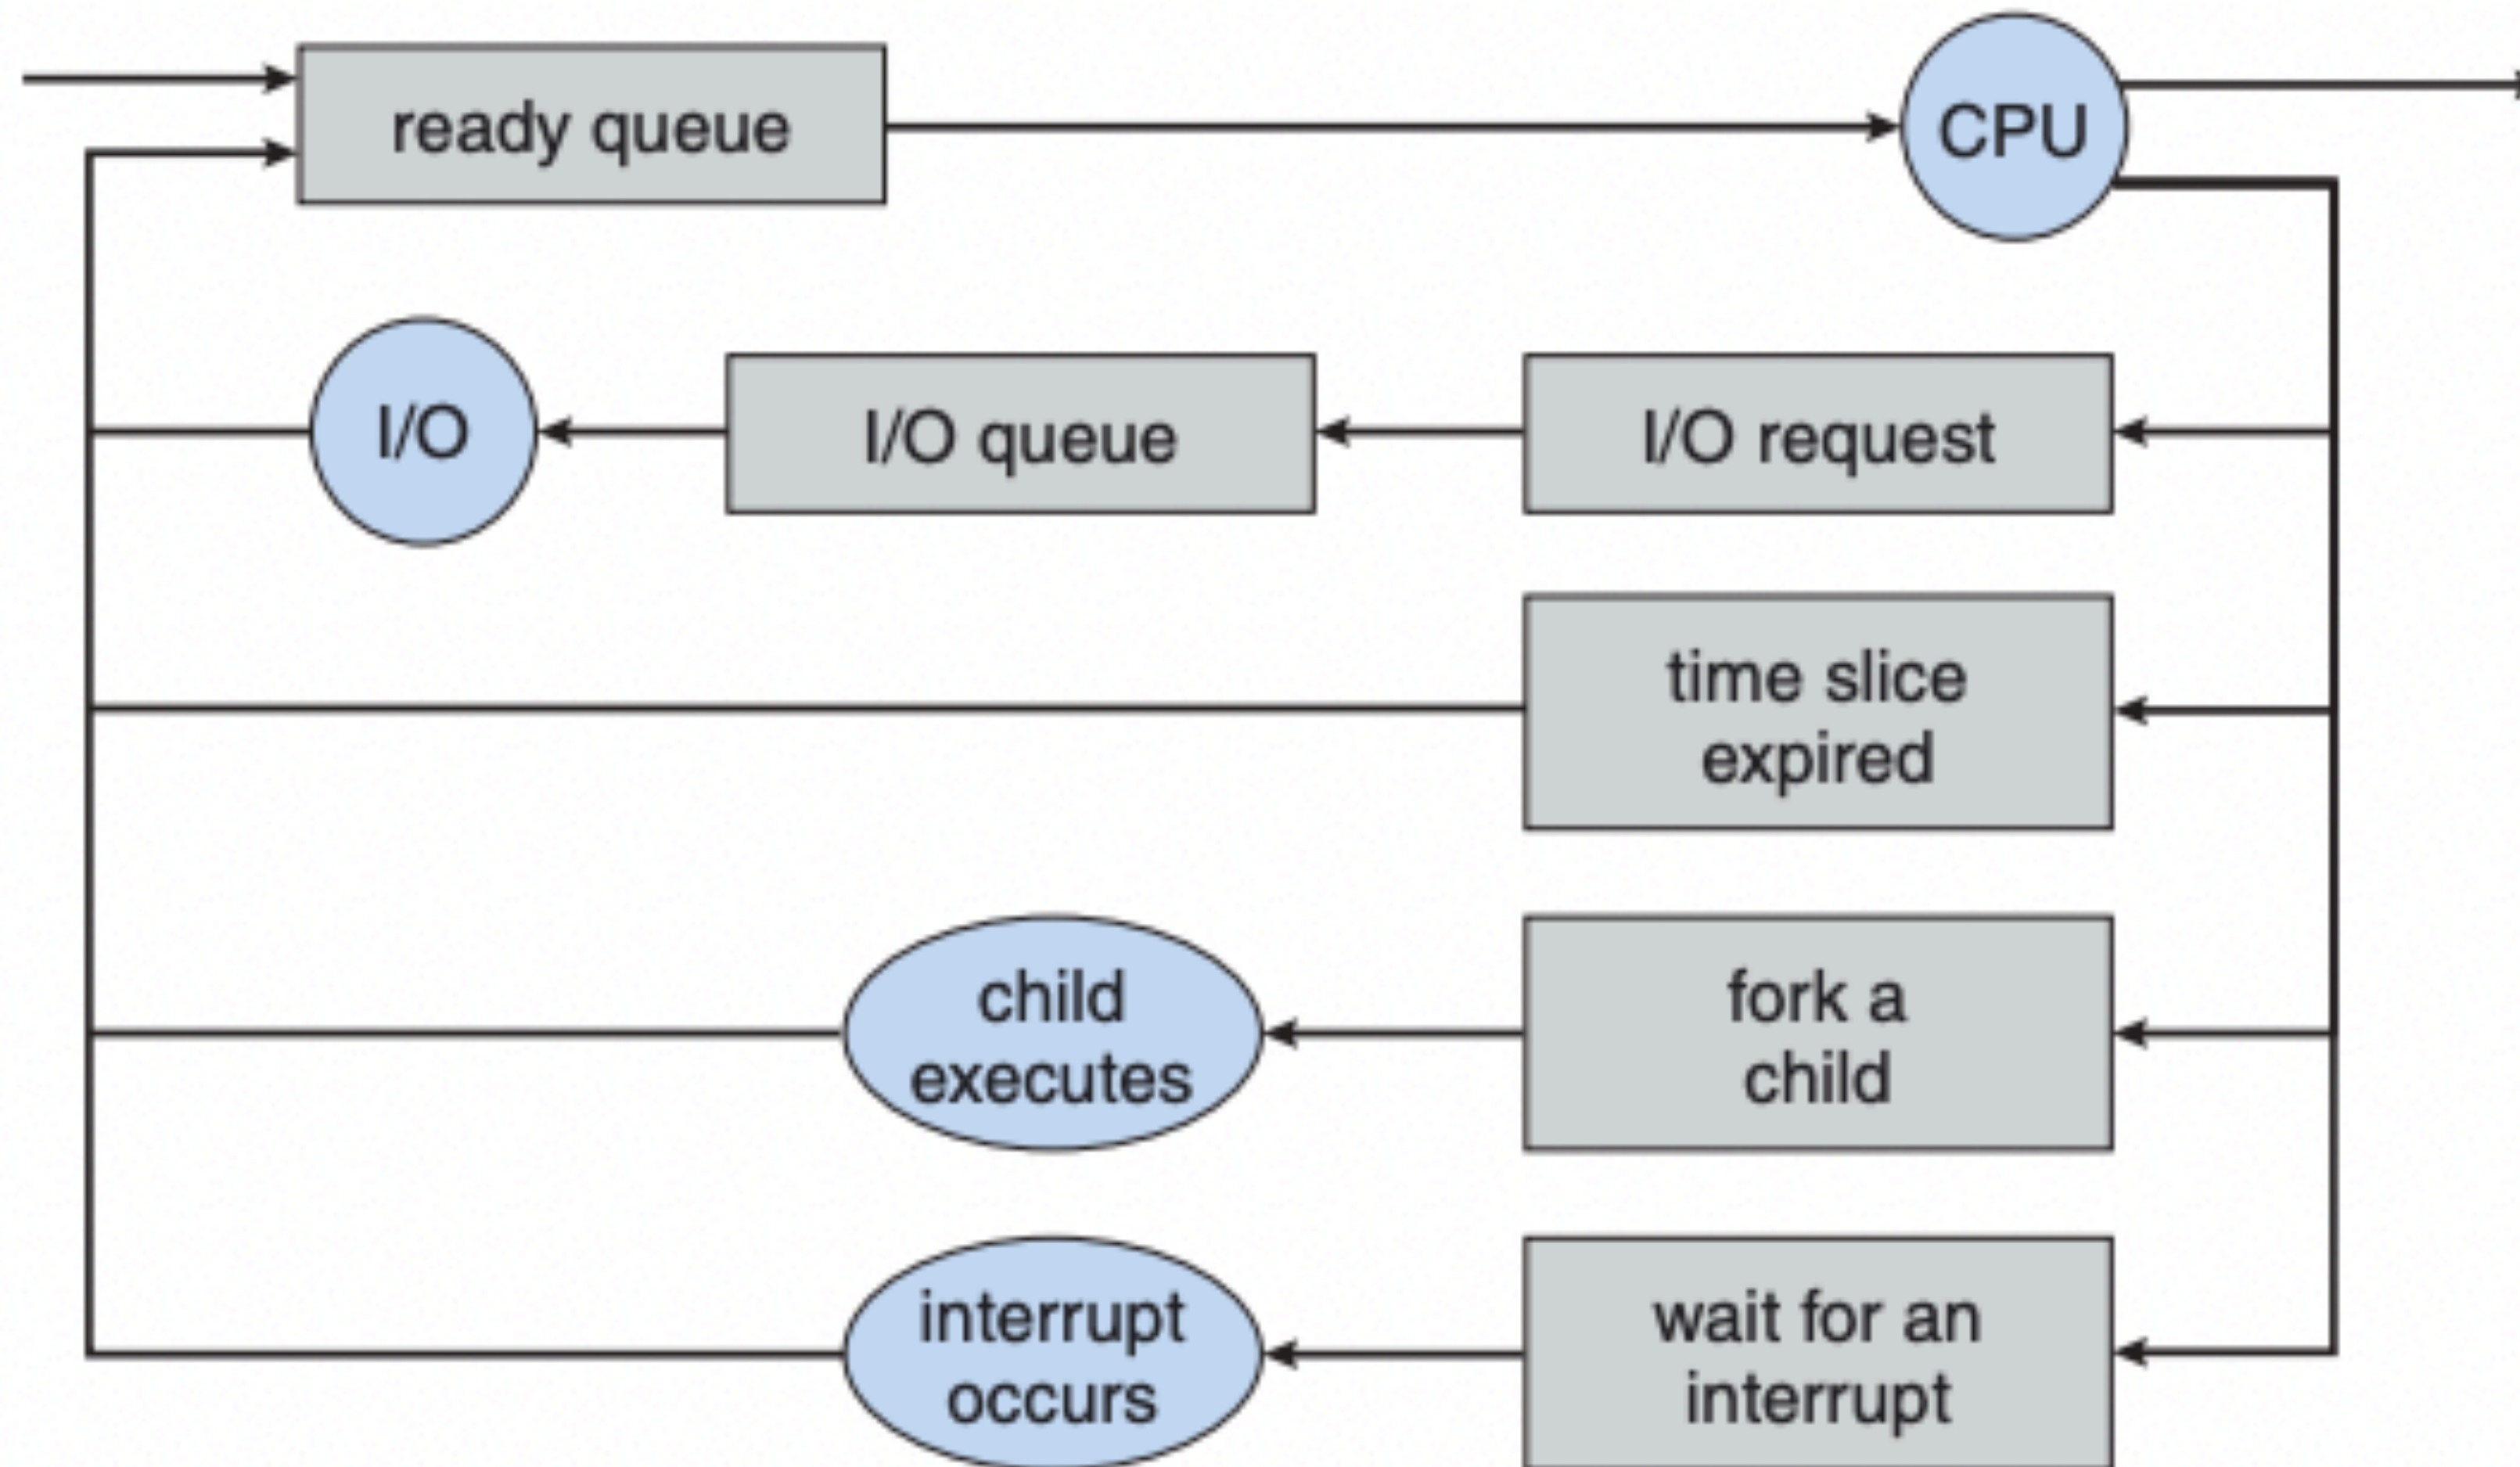 ready queue
CPU
I/O
I/O queue
I/O request
time slice
expired
child
executes
fork a
child
interrupt
occurs
wait for an
interrupt